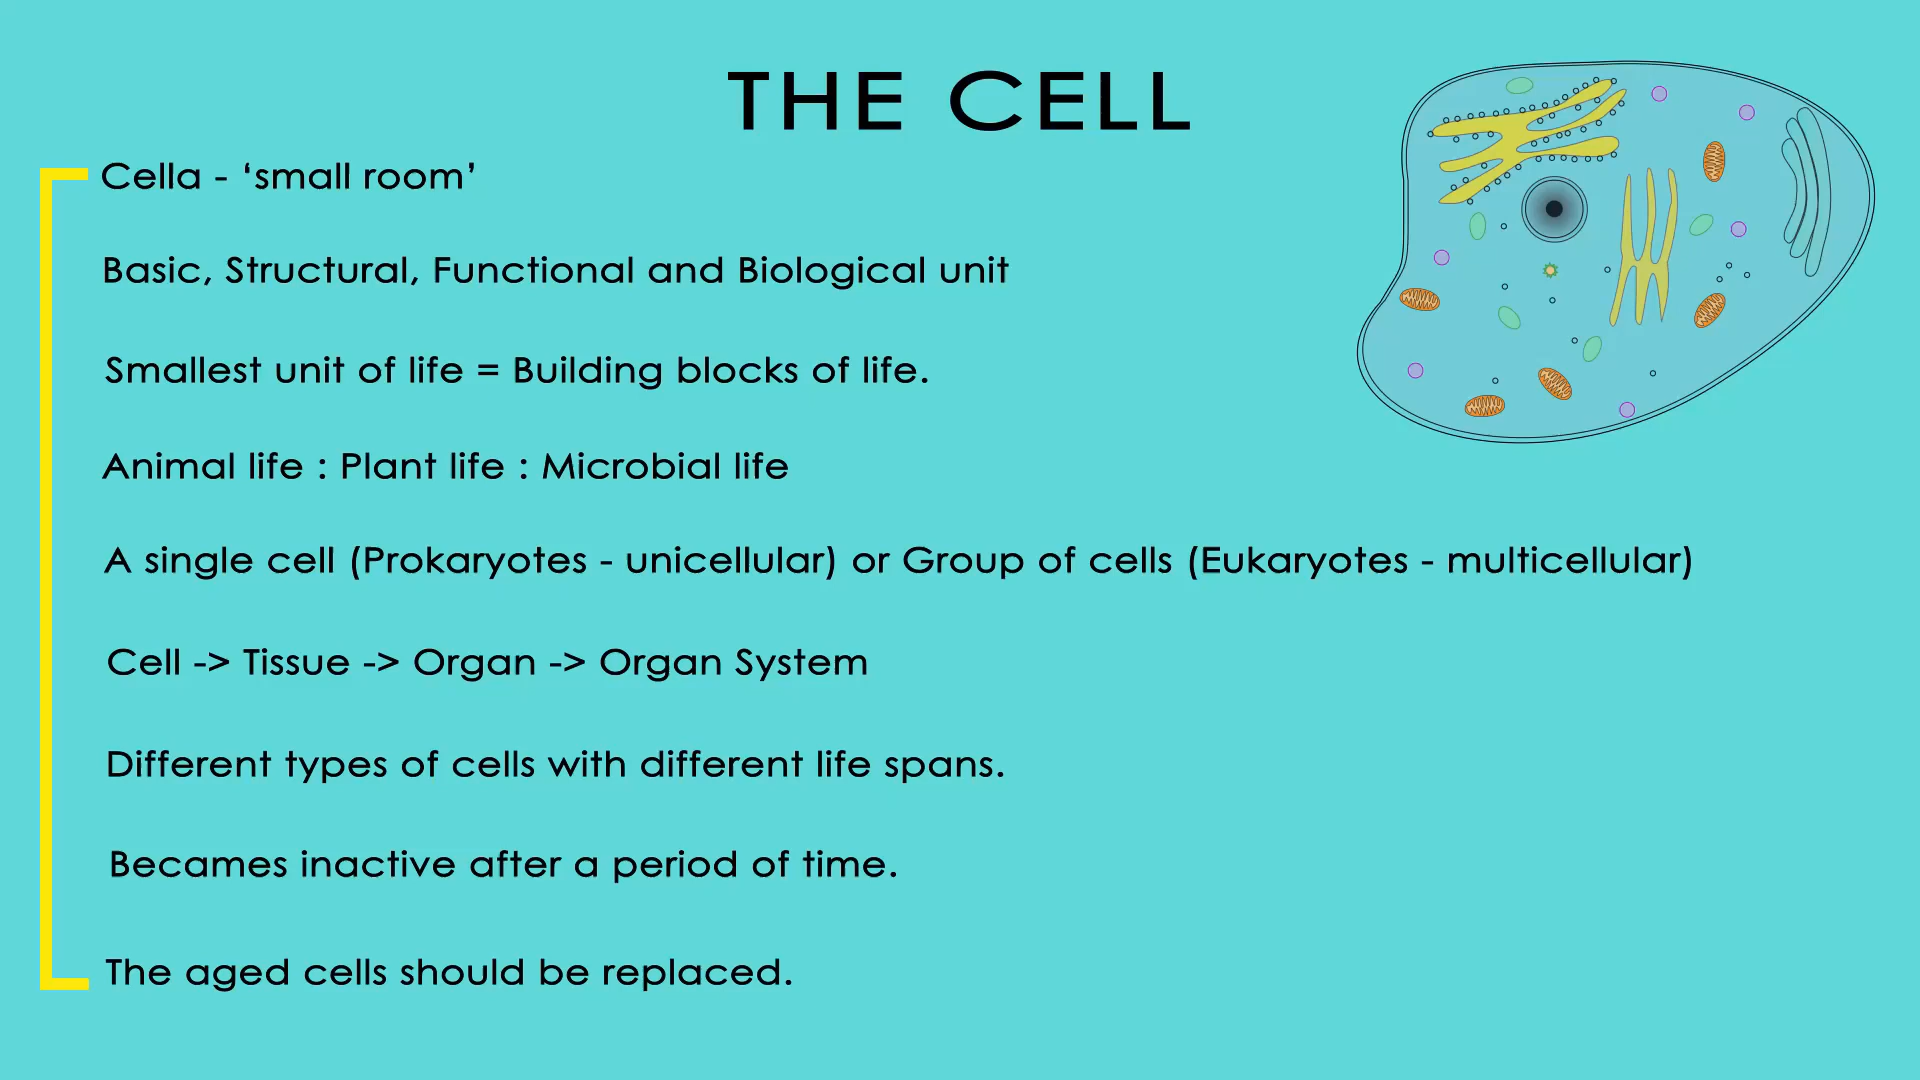 THE CELL
Cella - ‘small room’
Basic, Structural, Functional and Biological unit
Smallest unit of life = Building blocks of life.
Animal life : Plant life : Microbial life
A single cell (Prokaryotes - unicellular) or Group of cells (Eukaryotes - multicellular)
Cell -> Tissue -> Organ -> Organ System
Different types of cells with different life spans.
Becames inactive after a period of time.
The aged cells should be replaced.